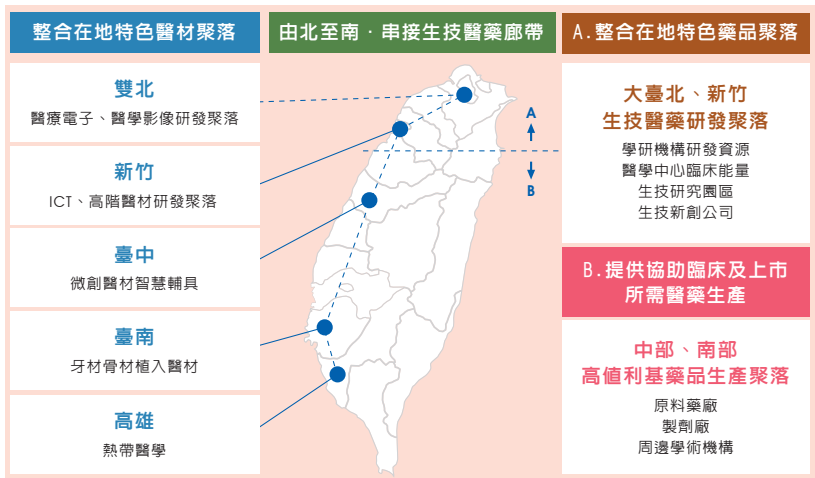 整合在地特色醫材聚落
雙北
醫療電子、醫學影像研發聚落
新竹
ICT、高階醫材研發聚落
臺中
微創醫材智慧輔具
臺南
牙材骨材植入醫材
高雄
熱帶醫學
由北至南．串接生技醫藥廊帶
A
B
A.整合在地特色藥品聚落
大臺北、新竹
生技醫藥研發聚落
學研機構研發資源
醫學中心臨床能量
生技研究園區
生技新創公司
B.提供協助臨床及上市
所需醫藥生產
中部、南部
高值利基藥品生產聚落
原料藥廠
製劑廠
周邊學術機構